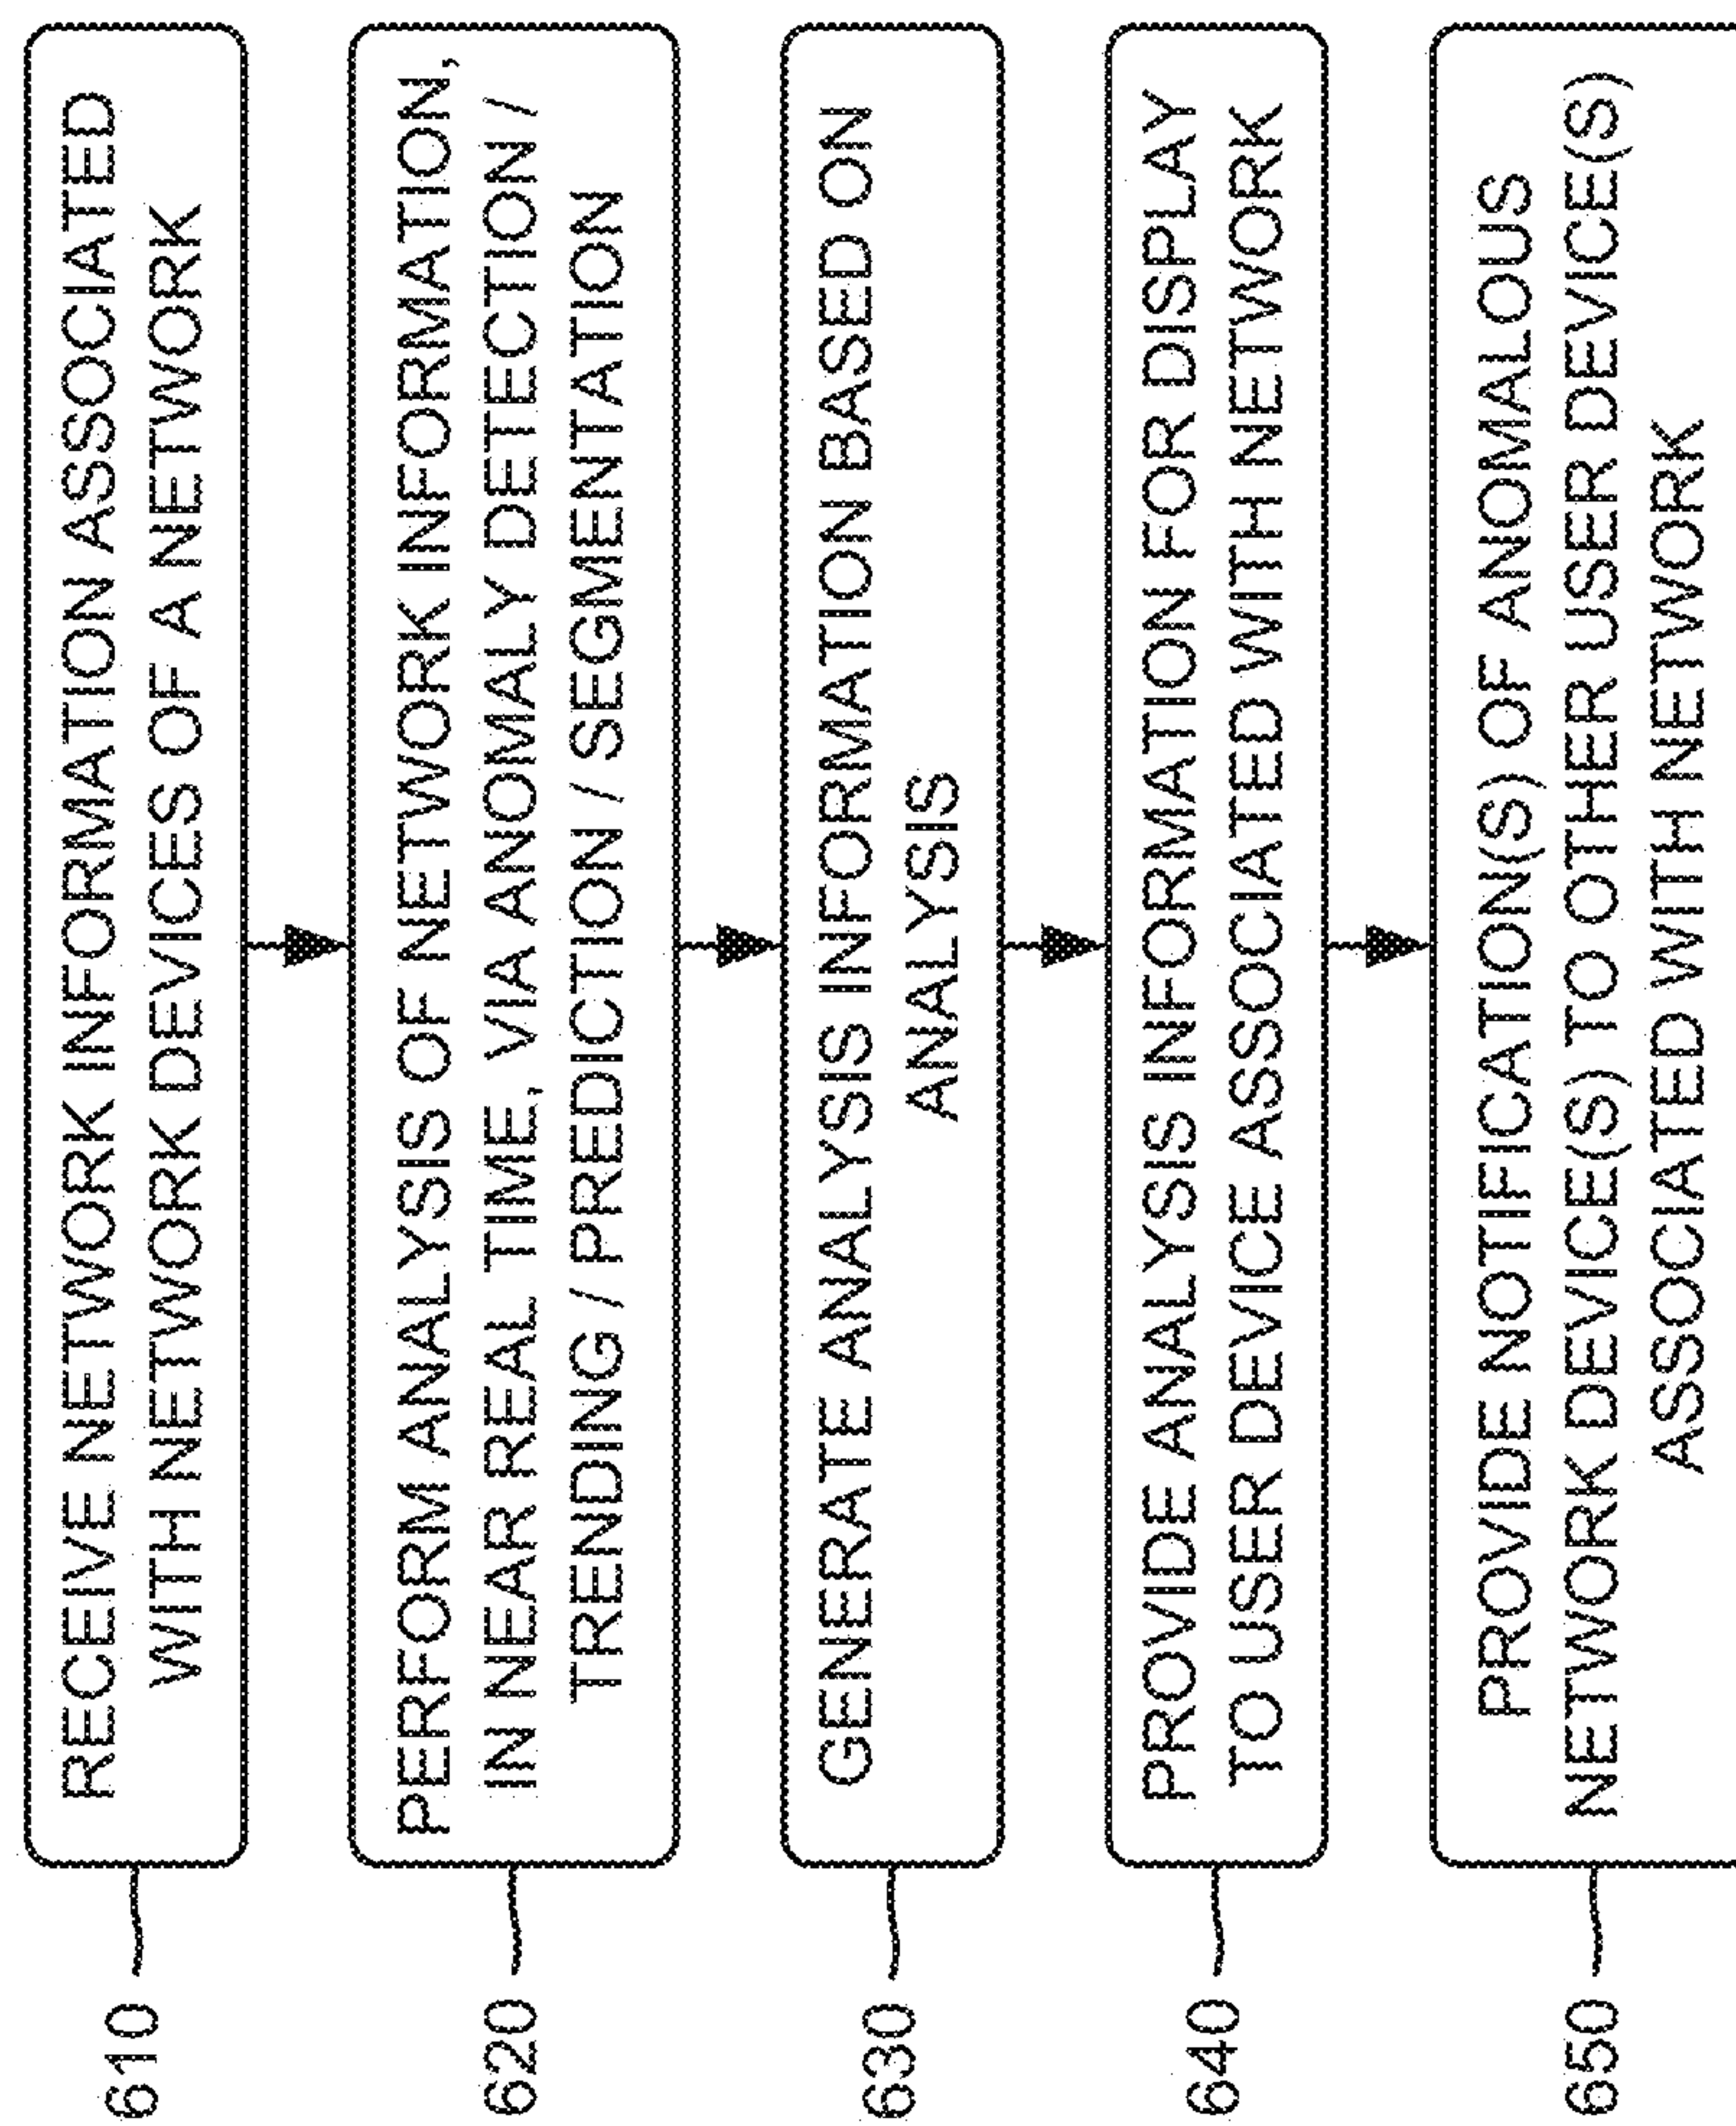 610
RECEIVE NETWORK INFORMATION ASSOCIATED
WITH NETWORK DEVICES OF A NETWORK
620
PERFORM ANALYSIS OF NETWORK INFORMATION,
IN NEAR REAL TIME, VIA ANOMALY DETECTION /
TRENDING / PREDICTION / SEGMENTATION
630
GENERATE ANALYSIS INFORMATION BASED ON
ANALYSIS
640
PROVIDE ANALYSIS INFORMATION FOR DISPLAY
TO USER DEVICE ASSOCIATED WITH NETWORK
650
PROVIDE NOTIFICATION(S) OF ANOMALOUS
NETWORK DEVICE(S) TO OTHER USER DEVICE(S)
ASSOCIATED WITH NETWORK